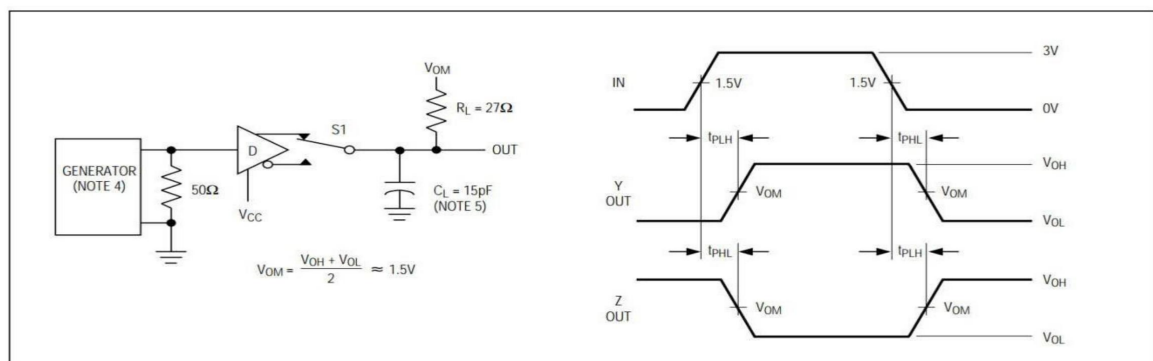 GENERATOR
(NOTE 4)
50Ω
D
VCC
S1
VOM
RL = 27Ω
OUT
CL = 15pF
(NOTE 5)
VOM = VOH + VOL / 2 ≈ 1.5V
IN
1.5V
1.5V
3V
0V
tPLH
tPHL
Y
OUT
VOM
VOM
VOH
VOL
tPHL
tPLH
Z
OUT
VOM
VOM
VOH
VOL